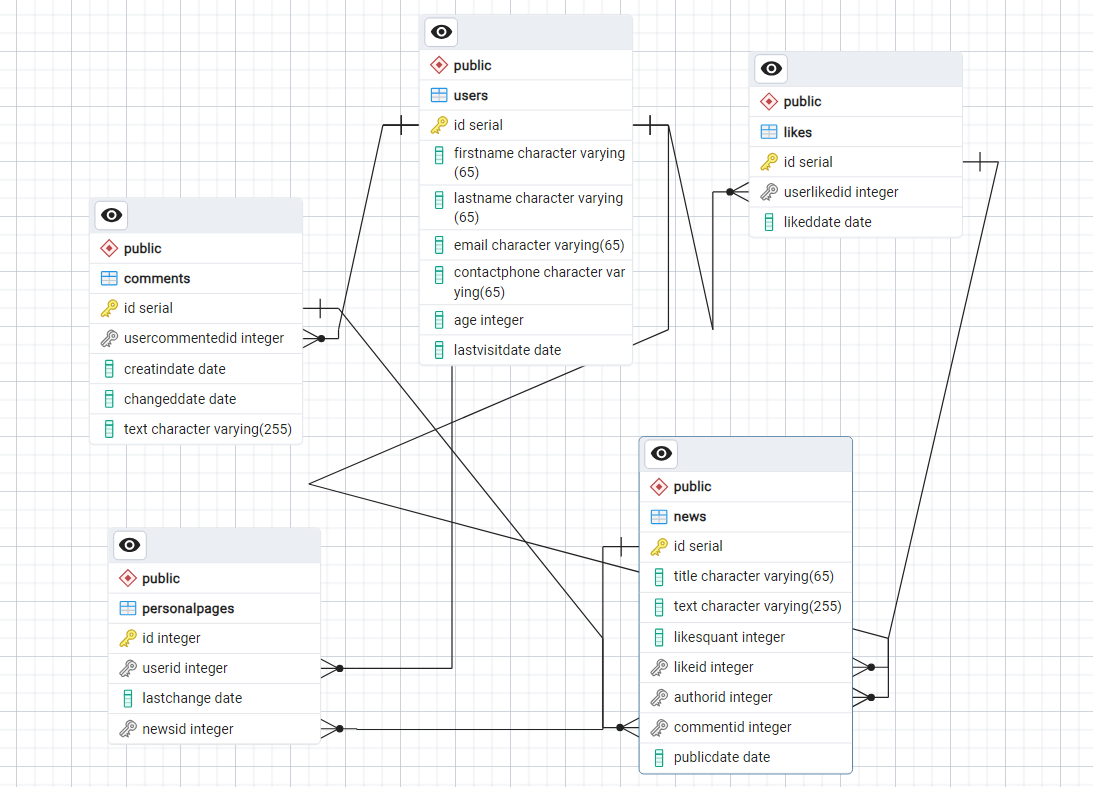 public
users
id serial
firstname character varying
(65)
lastname character varying
(65)
email character varying(65)
contactphone character var
ying(65)
age integer
lastvisitdate date
public
likes
id serial
userlikedid integer
likeddate date
public
comments
id serial
usercommentedid integer
creatindate date
changeddate date
text character varying(255)
public
news
id serial
title character varying(65)
text character varying(255)
likesquant integer
likeid integer
authorid integer
commentid integer
publicdate date
public
personalpages
id integer
userid integer
lastchange date
newsid integer